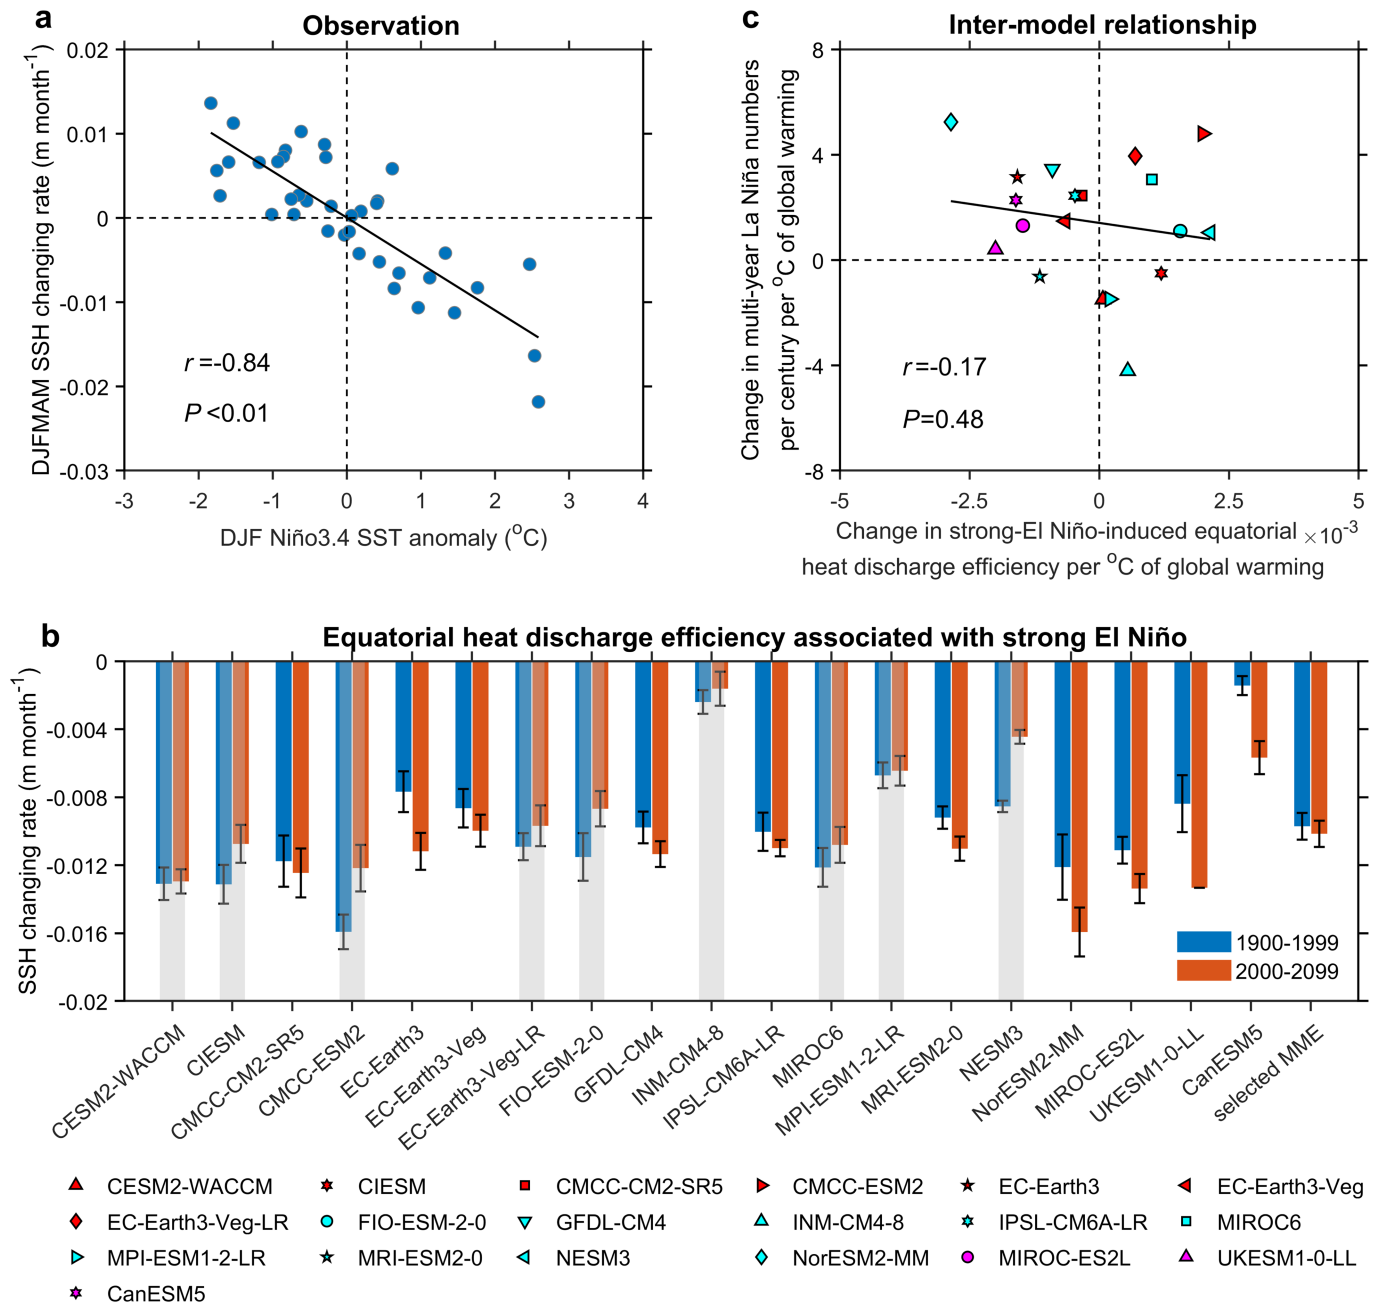 a
Observation
DJFMAM SSH changing rate (m month⁻¹)
0.02
0.01
0
-0.01
-0.02
-0.03
r=-0.84
P<0.01
-3 -2 -1 0 1 2 3 4
DJF Niño3.4 SST anomaly (°C)
c
Inter-model relationship
Change in multi-year La Niña numbers
per century per °C of global warming
8
4
0
-4
-8
r=-0.17
P=0.48
-5 -2.5 0 2.5 5
Change in strong-El Niño-induced equatorial ×10⁻³
heat discharge efficiency per °C of global warming
b
Equatorial heat discharge efficiency associated with strong El Niño
SSH changing rate (m month⁻¹)
0
-0.004
-0.008
-0.012
-0.016
-0.02
1900-1999
2000-2099
CESM2-WACCM
CIESM
CMCC-CM2-SR5
CMCC-ESM2
EC-Earth3
EC-Earth3-Veg
EC-Earth3-Veg-LR
FIO-ESM-2-0
GFDL-CM4
INM-CM4-8
IPSL-CM6A-LR
MIROC6
MPI-ESM1-2-LR
MRI-ESM2-0
NESM3
NorESM2-MM
MIROC-ES2L
UKESM1-0-LL
CanESM5
selected MME
CESM2-WACCM CIESM CMCC-CM2-SR5 CMCC-ESM2 EC-Earth3 EC-Earth3-Veg
EC-Earth3-Veg-LR FIO-ESM-2-0 GFDL-CM4 INM-CM4-8 IPSL-CM6A-LR MIROC6
MPI-ESM1-2-LR MRI-ESM2-0 NESM3 NorESM2-MM MIROC-ES2L UKESM1-0-LL
CanESM5